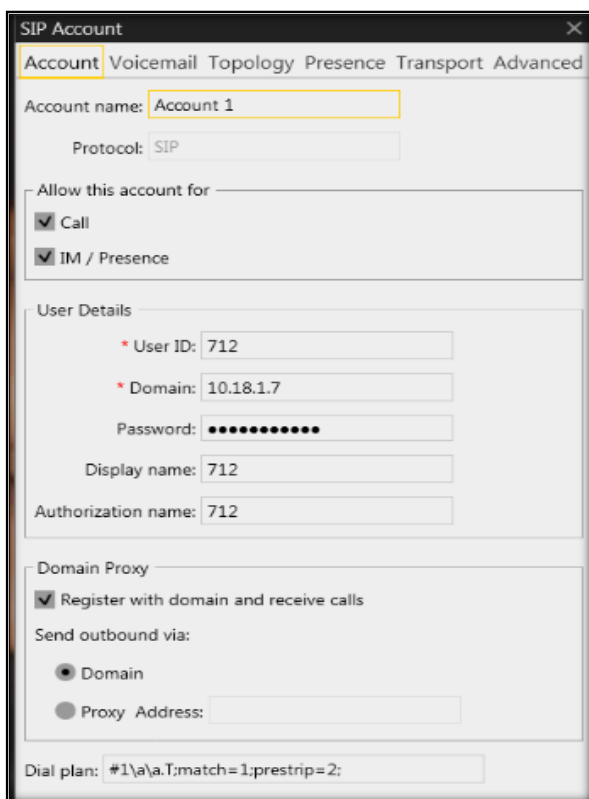 SIP Account
Account Voicemail Topology Presence Transport Advanced
Account name: Account 1
Protocol: SIP
Allow this account for
Call
IM / Presence
User Details
* User ID: 712
* Domain: 10.18.1.7
Password: •••••••••••
Display name: 712
Authorization name: 712
Domain Proxy
Register with domain and receive calls
Send outbound via:
Domain
Proxy Address:
Dial plan: #1\a\a.T;match=1;prestrip=2;